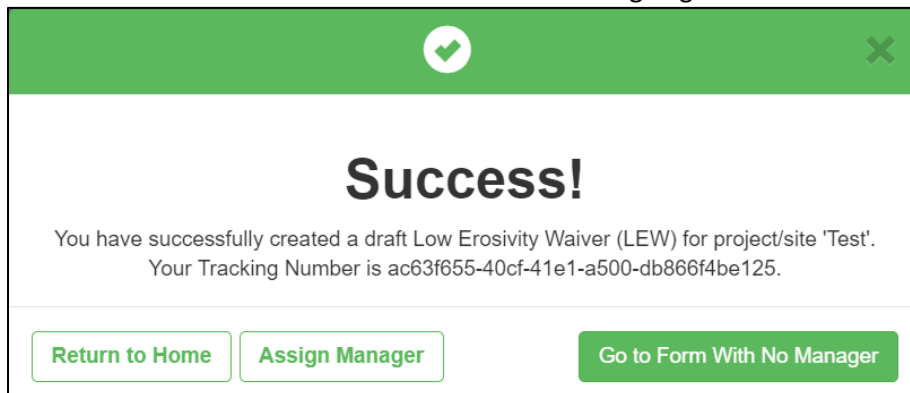 Success!
You have successfully created a draft Low Erosivity Waiver (LEW) for project/site 'Test'.
Your Tracking Number is ac63f655-40cf-41e1-a500-db866f4be125.
Return to Home
Assign Manager
Go to Form With No Manager